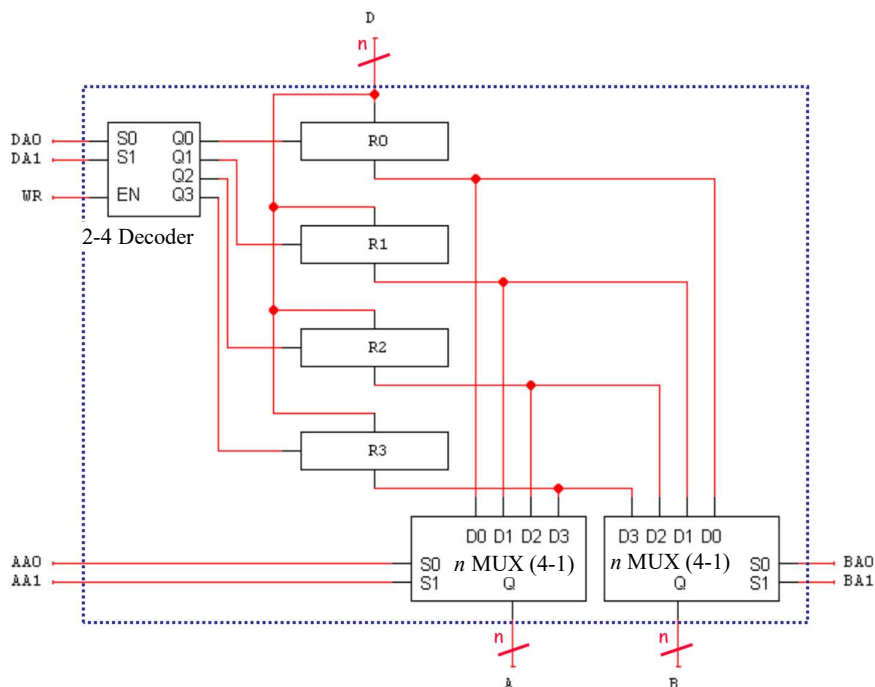 D
n
DA0
DA1
WR
S0 Q0
S1 Q1
Q2
EN Q3
2-4 Decoder
R0
R1
R2
R3
D0 D1 D2 D3
S0
S1
n MUX (4-1)
Q
D3 D2 D1 D0
n MUX (4-1)
S0
S1
Q
AA0
AA1
BA0
BA1
n
A
n
B